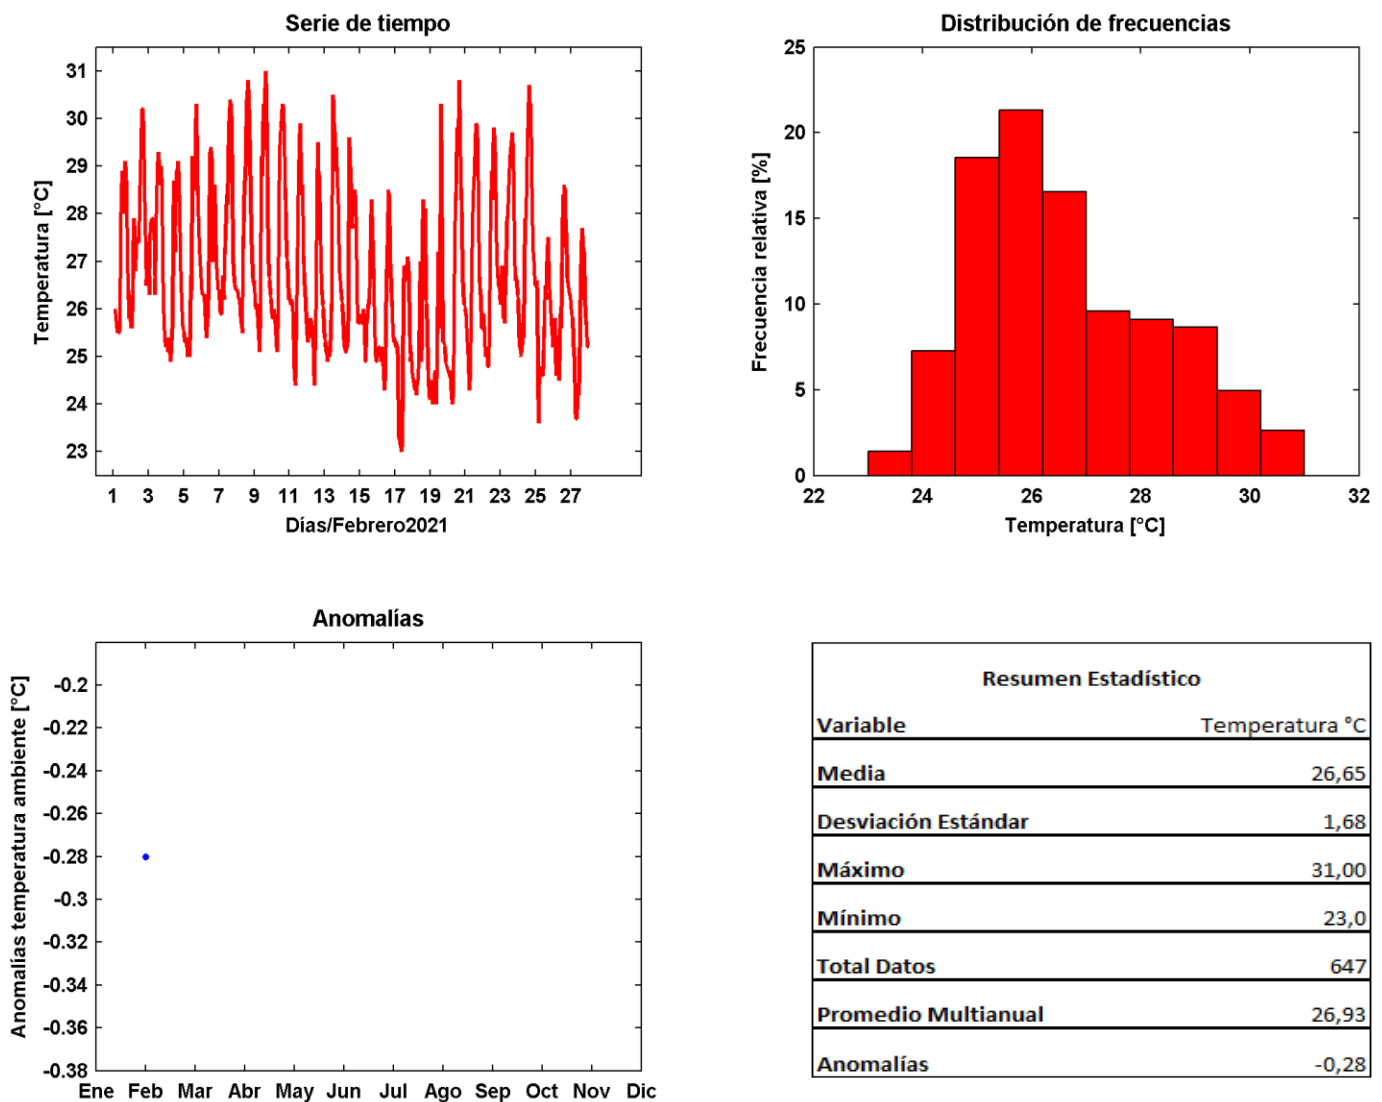 Serie de tiempo
31
30
29
28
27
26
25
24
23
Temperatura [°C]
1 3 5 7 9 11 13 15 17 19 21 23 25 27
Días/Febrero2021
Distribución de frecuencias
25
20
15
10
5
0
Frecuencia relativa [%]
22 24 26 28 30 32
Temperatura [°C]
Anomalías
-0.2
-0.22
-0.24
-0.26
-0.28
-0.3
-0.32
-0.34
-0.36
-0.38
Anomalías temperatura ambiente [°C]
Ene Feb Mar Abr May Jun Jul Ago Sep Oct Nov Dic
Resumen Estadístico
Variable Temperatura °C
Media 26,65
Desviación Estándar 1,68
Máximo 31,00
Mínimo 23,0
Total Datos 647
Promedio Multianual 26,93
Anomalías -0,28